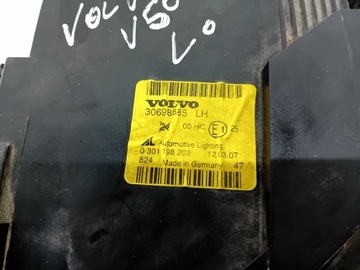 VOLVO
V50
VO
VOLVO
30698885 LH
00 HC E1 25
AL Automotive Lighting
0 301 198 203 12.03.07
824 Made in Germany 47